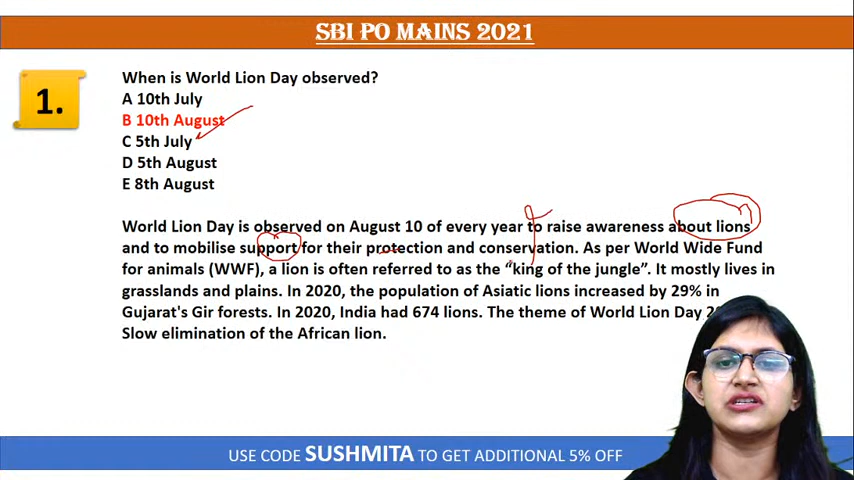 SBI PO MAINS 2021
1.
When is World Lion Day observed?
A 10th July
B 10th August
C 5th July
D 5th August
E 8th August
World Lion Day is observed on August 10 of every year to raise awareness about lions
and to mobilise support for their protection and conservation. As per World Wide Fund
for animals (WWF), a lion is often referred to as the “king of the jungle”. It mostly lives in
grasslands and plains. In 2020, the population of Asiatic lions increased by 29% in
Gujarat's Gir forests. In 2020, India had 674 lions. The theme of World Lion Day
Slow elimination of the African lion.
USE CODE SUSHMITA TO GET ADDITIONAL 5% OFF